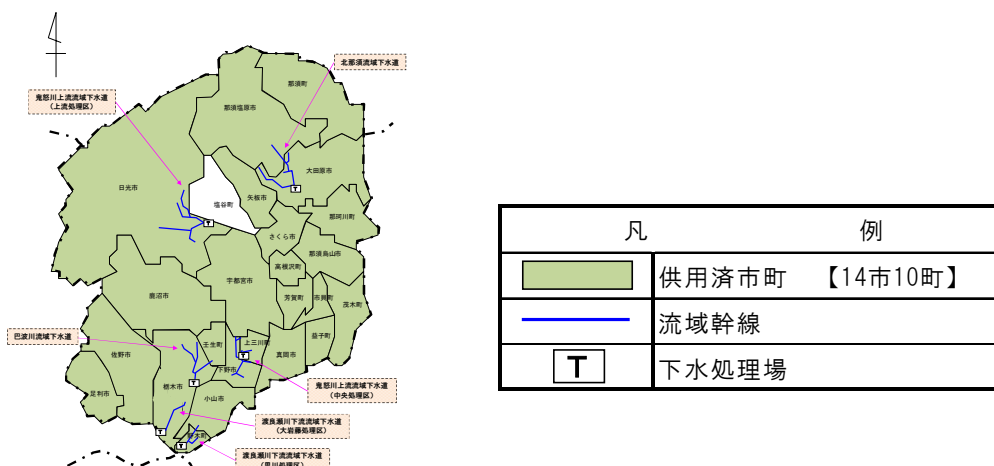 北那須流域下水道
那須町
鬼怒川上流流域下水道
(上流処理区)
那須塩原市
大田原市
日光市
矢板市
塩谷町
那珂川町
さくら市
那須烏山市
高根沢町
宇都宮市
鹿沼市
芳賀町
市貝町
茂木町
巴波川流域下水道
壬生町
上三川町
益子町
佐野市
真岡市
下野市
栃木市
足利市
小山市
鬼怒川上流流域下水道
(中央処理区)
渡良瀬川下流流域下水道
(大岩藤処理区)
野木町
渡良瀬川下流流域下水道
(思川処理区)
T
T
T
T
T
T
凡 例
供用済市町 【14市10町】
流域幹線
T 下水処理場